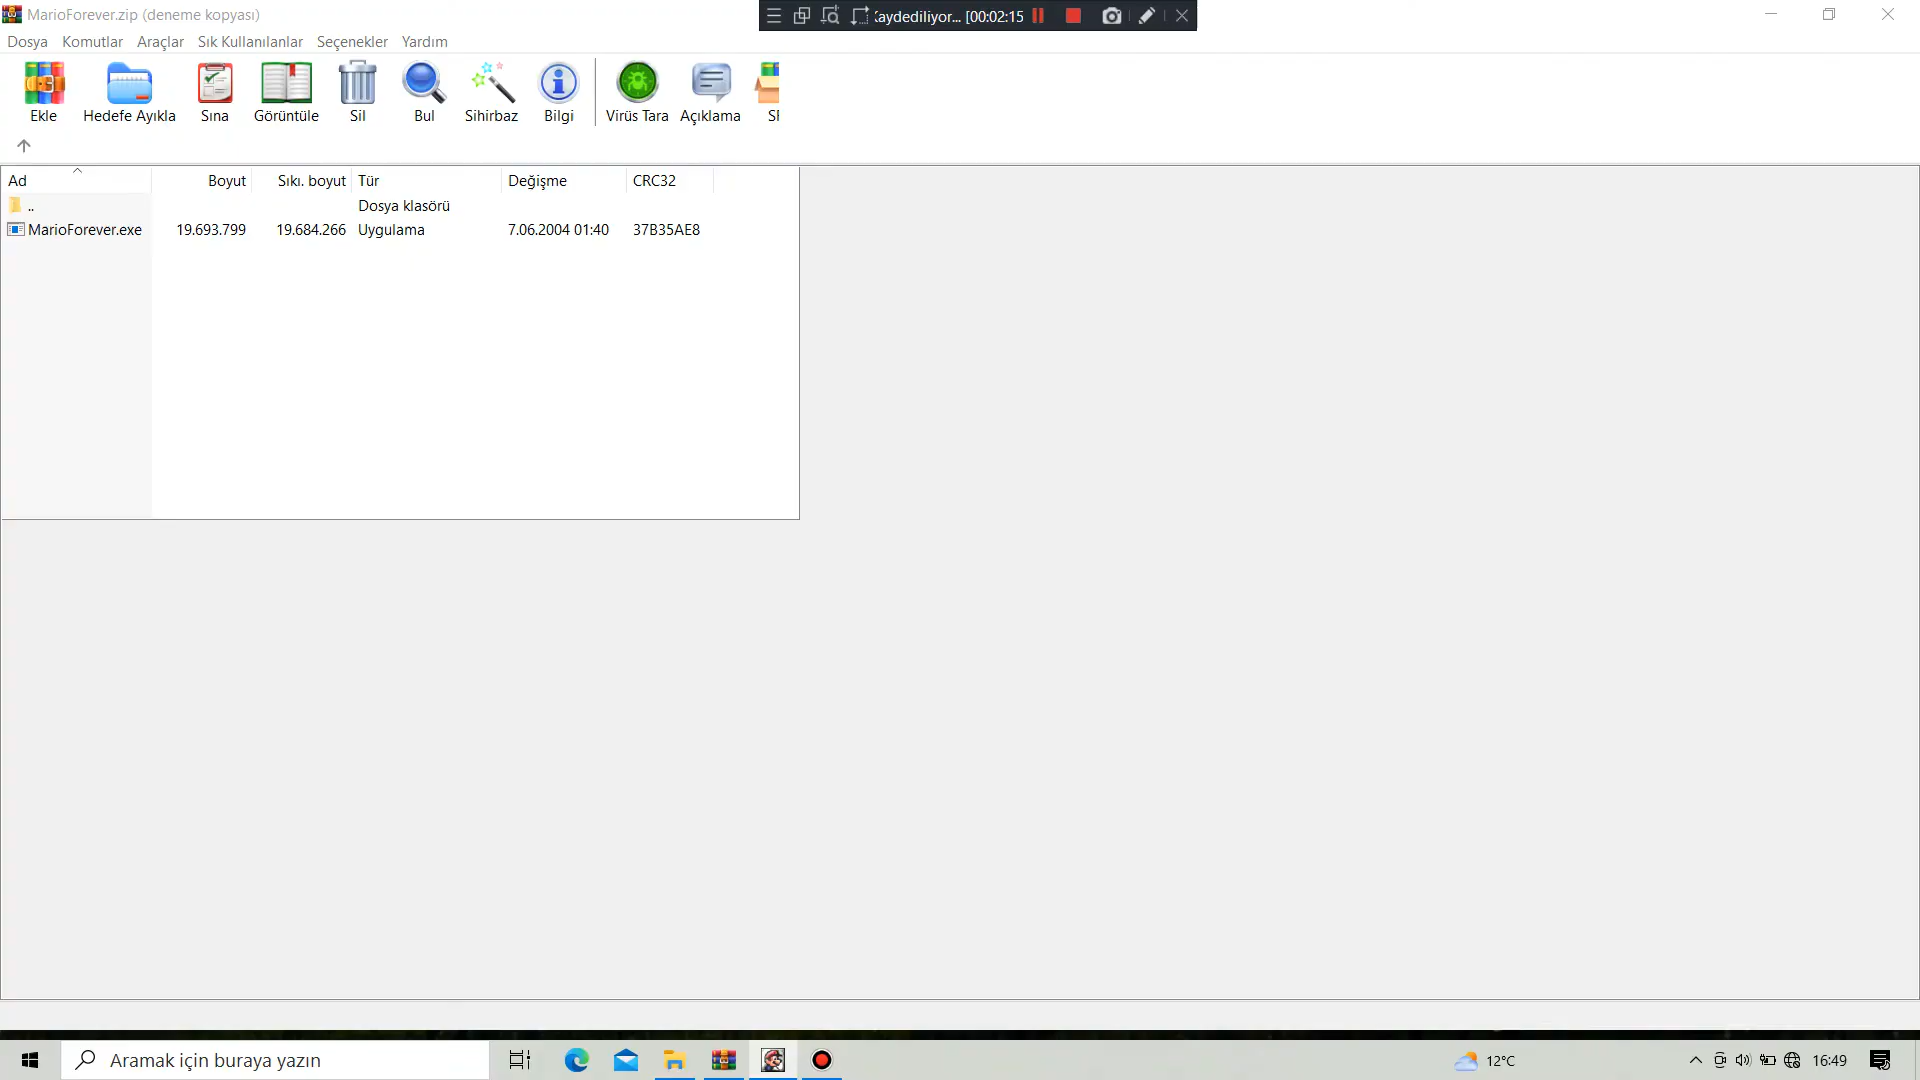 MarioForever.zip (deneme kopyası)
[00:02:15
Dosya Komutlar Araçlar Sık Kullanılanlar Seçenekler Yardım
Ekle Hedefe Ayıkla Sına Görüntüle Sil Bul Sihirbaz Bilgi Virüs Tara Açıklama
Ad Boyut Sıkı. boyut Tür Değişme CRC32
.. Dosya klasörü
MarioForever.exe 19.693.799 19.684.266 Uygulama 7.06.2004 01:40 37B35AE8
Aramak için buraya yazın 12°C 16:49